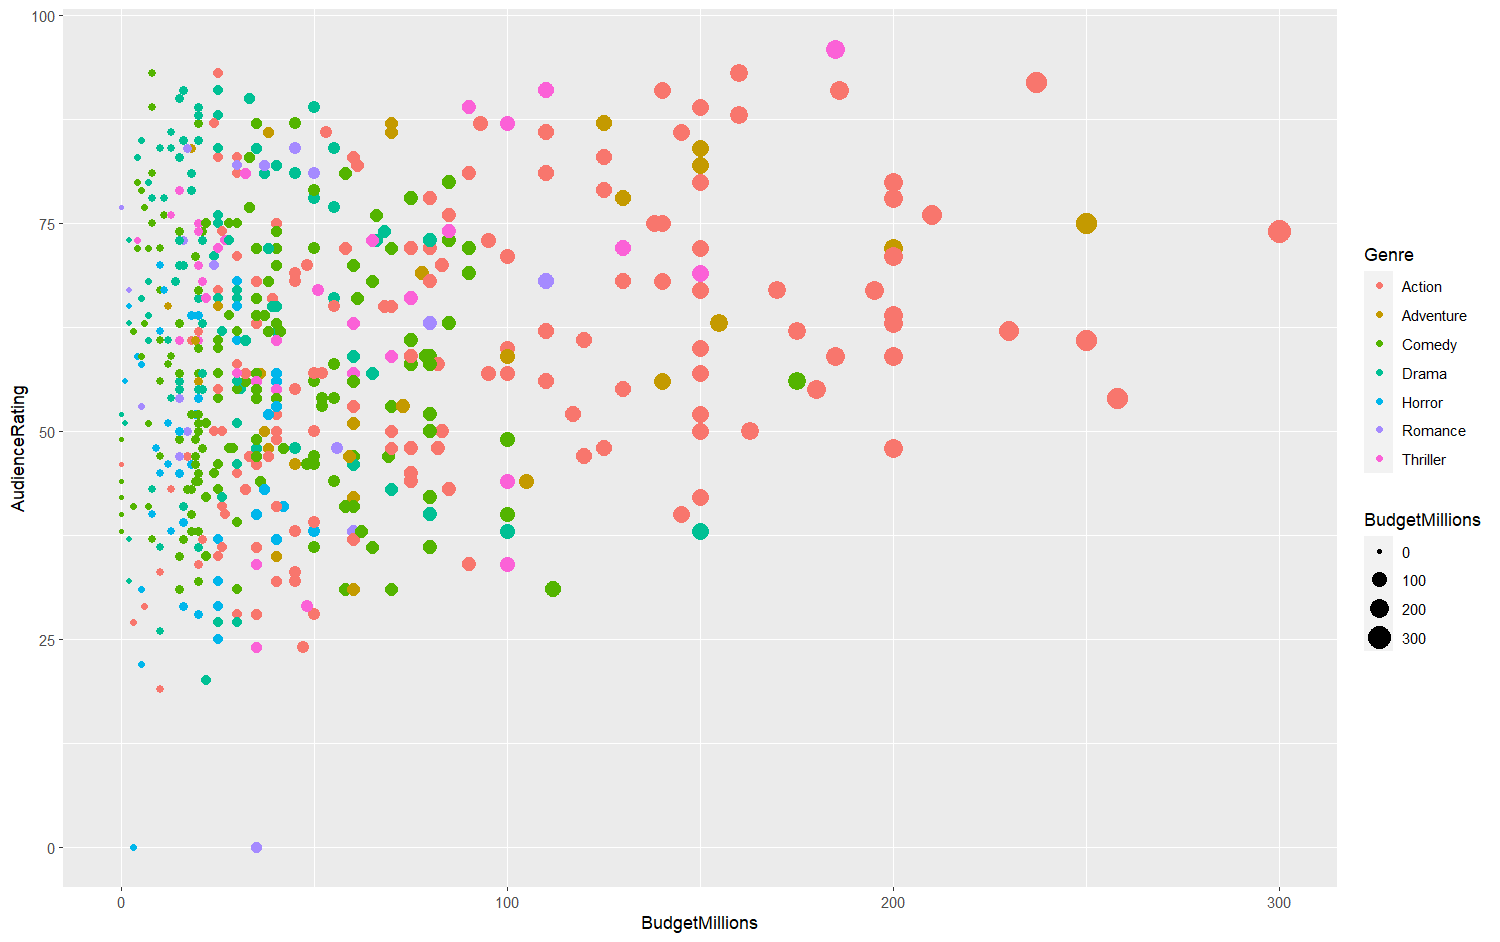 100
75
50
25
0
AudienceRating
0 100 200 300
BudgetMillions
Genre
Action
Adventure
Comedy
Drama
Horror
Romance
Thriller
BudgetMillions
0
100
200
300